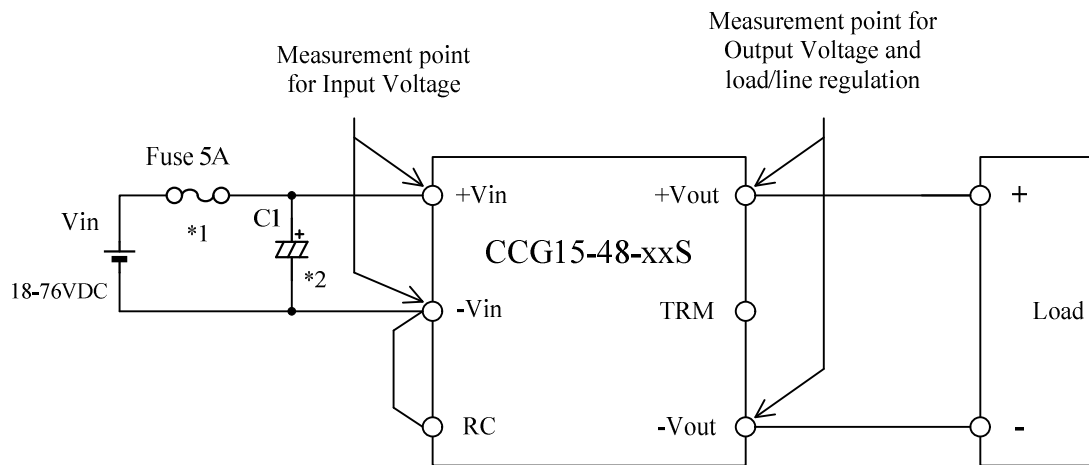 Measurement point
for Input Voltage
Measurement point for
Output Voltage and
load/line regulation
Fuse 5A
*1
Vin
18-76VDC
C1
+
*2
+Vin
-Vin
RC
CCG15-48-xxS
+Vout
TRM
-Vout
+
Load
-